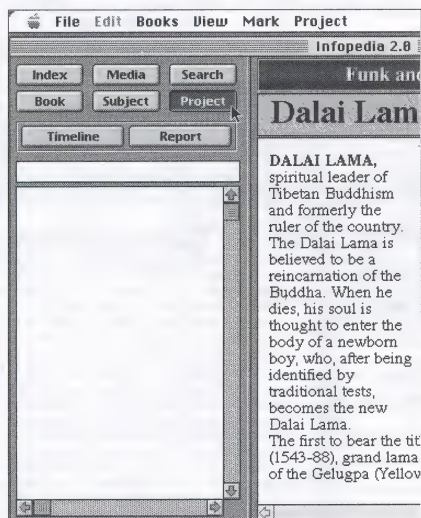 File Edit Books View Mark Project
Infopedia 2.0
Index Media Search
Book Subject Project
Timeline Report
Funk and
Dalai Lam
DALAI LAMA,
spiritual leader of
Tibetan Buddhism
and formerly the
ruler of the country.
The Dalai Lama is
believed to be a
reincarnation of the
Buddha. When he
dies, his soul is
thought to enter the
body of a newborn
boy, who, after being
identified by
traditional tests,
becomes the new
Dalai Lama.
The first to bear the titl
(1543-88), grand lama
of the Gelugpa (Yellov